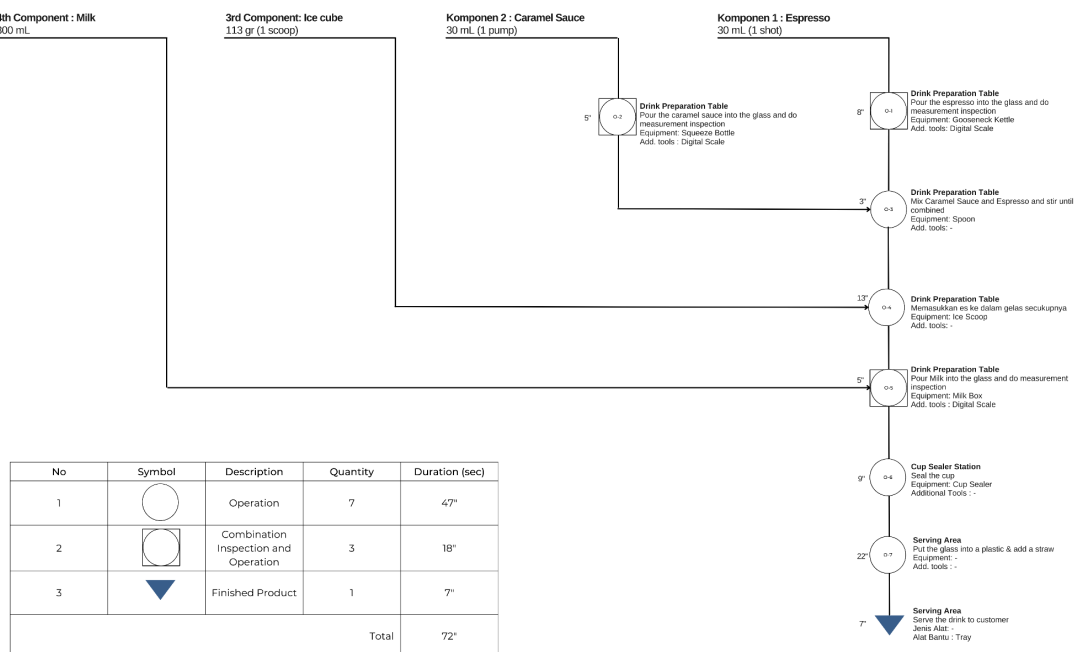 4th Component : Milk
300 mL
3rd Component: Ice cube
113 gr (1 scoop)
Komponen 2 : Caramel Sauce
30 mL (1 pump)
Komponen 1 : Espresso
30 mL (1 shot)
8"
O-1
Drink Preparation Table
Pour the espresso into the glass and do
measurement inspection
Equipment: Gooseneck Kettle
Add. tools: Digital Scale
5"
O-2
Drink Preparation Table
Pour the caramel sauce into the glass and do
measurement inspection
Equipment: Squeeze Bottle
Add. tools : Digital Scale
3"
O-3
Drink Preparation Table
Mix Caramel Sauce and Espresso and stir until
combined
Equipment: Spoon
Add. tools: -
13"
O-4
Drink Preparation Table
Memasukkan es ke dalam gelas secukupnya
Equipment: Ice Scoop
Add. tools: -
5"
O-5
Drink Preparation Table
Pour Milk into the glass and do measurement
inspection
Equipment: Milk Box
Add. tools : Digital Scale
9"
O-6
Cup Sealer Station
Seal the cup
Equipment: Cup Sealer
Additional Tools : -
22"
O-7
Serving Area
Put the glass into a plastic & add a straw
Equipment: -
Add. tools : -
7"
Serving Area
Serve the drink to customer
Jenis Alat: -
Alat Bantu : Tray
No Symbol Description Quantity Duration (sec)
1 Operation 7 47"
2 Combination
Inspection and
Operation 3 18"
3 Finished Product 1 7"
Total 72"